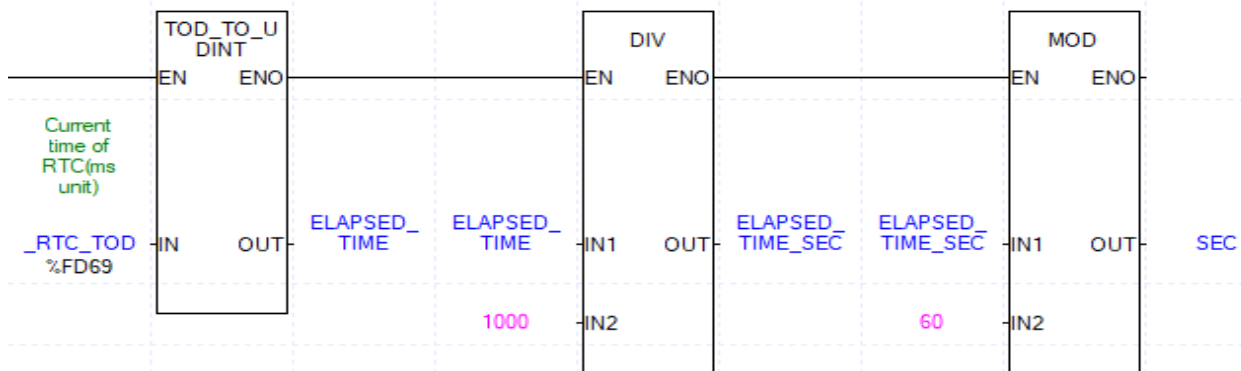 TOD_TO_U
DINT
DIV
MOD
EN ENO
EN ENO
EN ENO
Current
time of
RTC(ms
unit)
_RTC_TOD
%FD69
IN OUT
ELAPSED_
TIME
ELAPSED_
TIME
IN1 OUT
ELAPSED_
TIME_SEC
ELAPSED_
TIME_SEC
IN1 OUT
SEC
1000
IN2
60
IN2